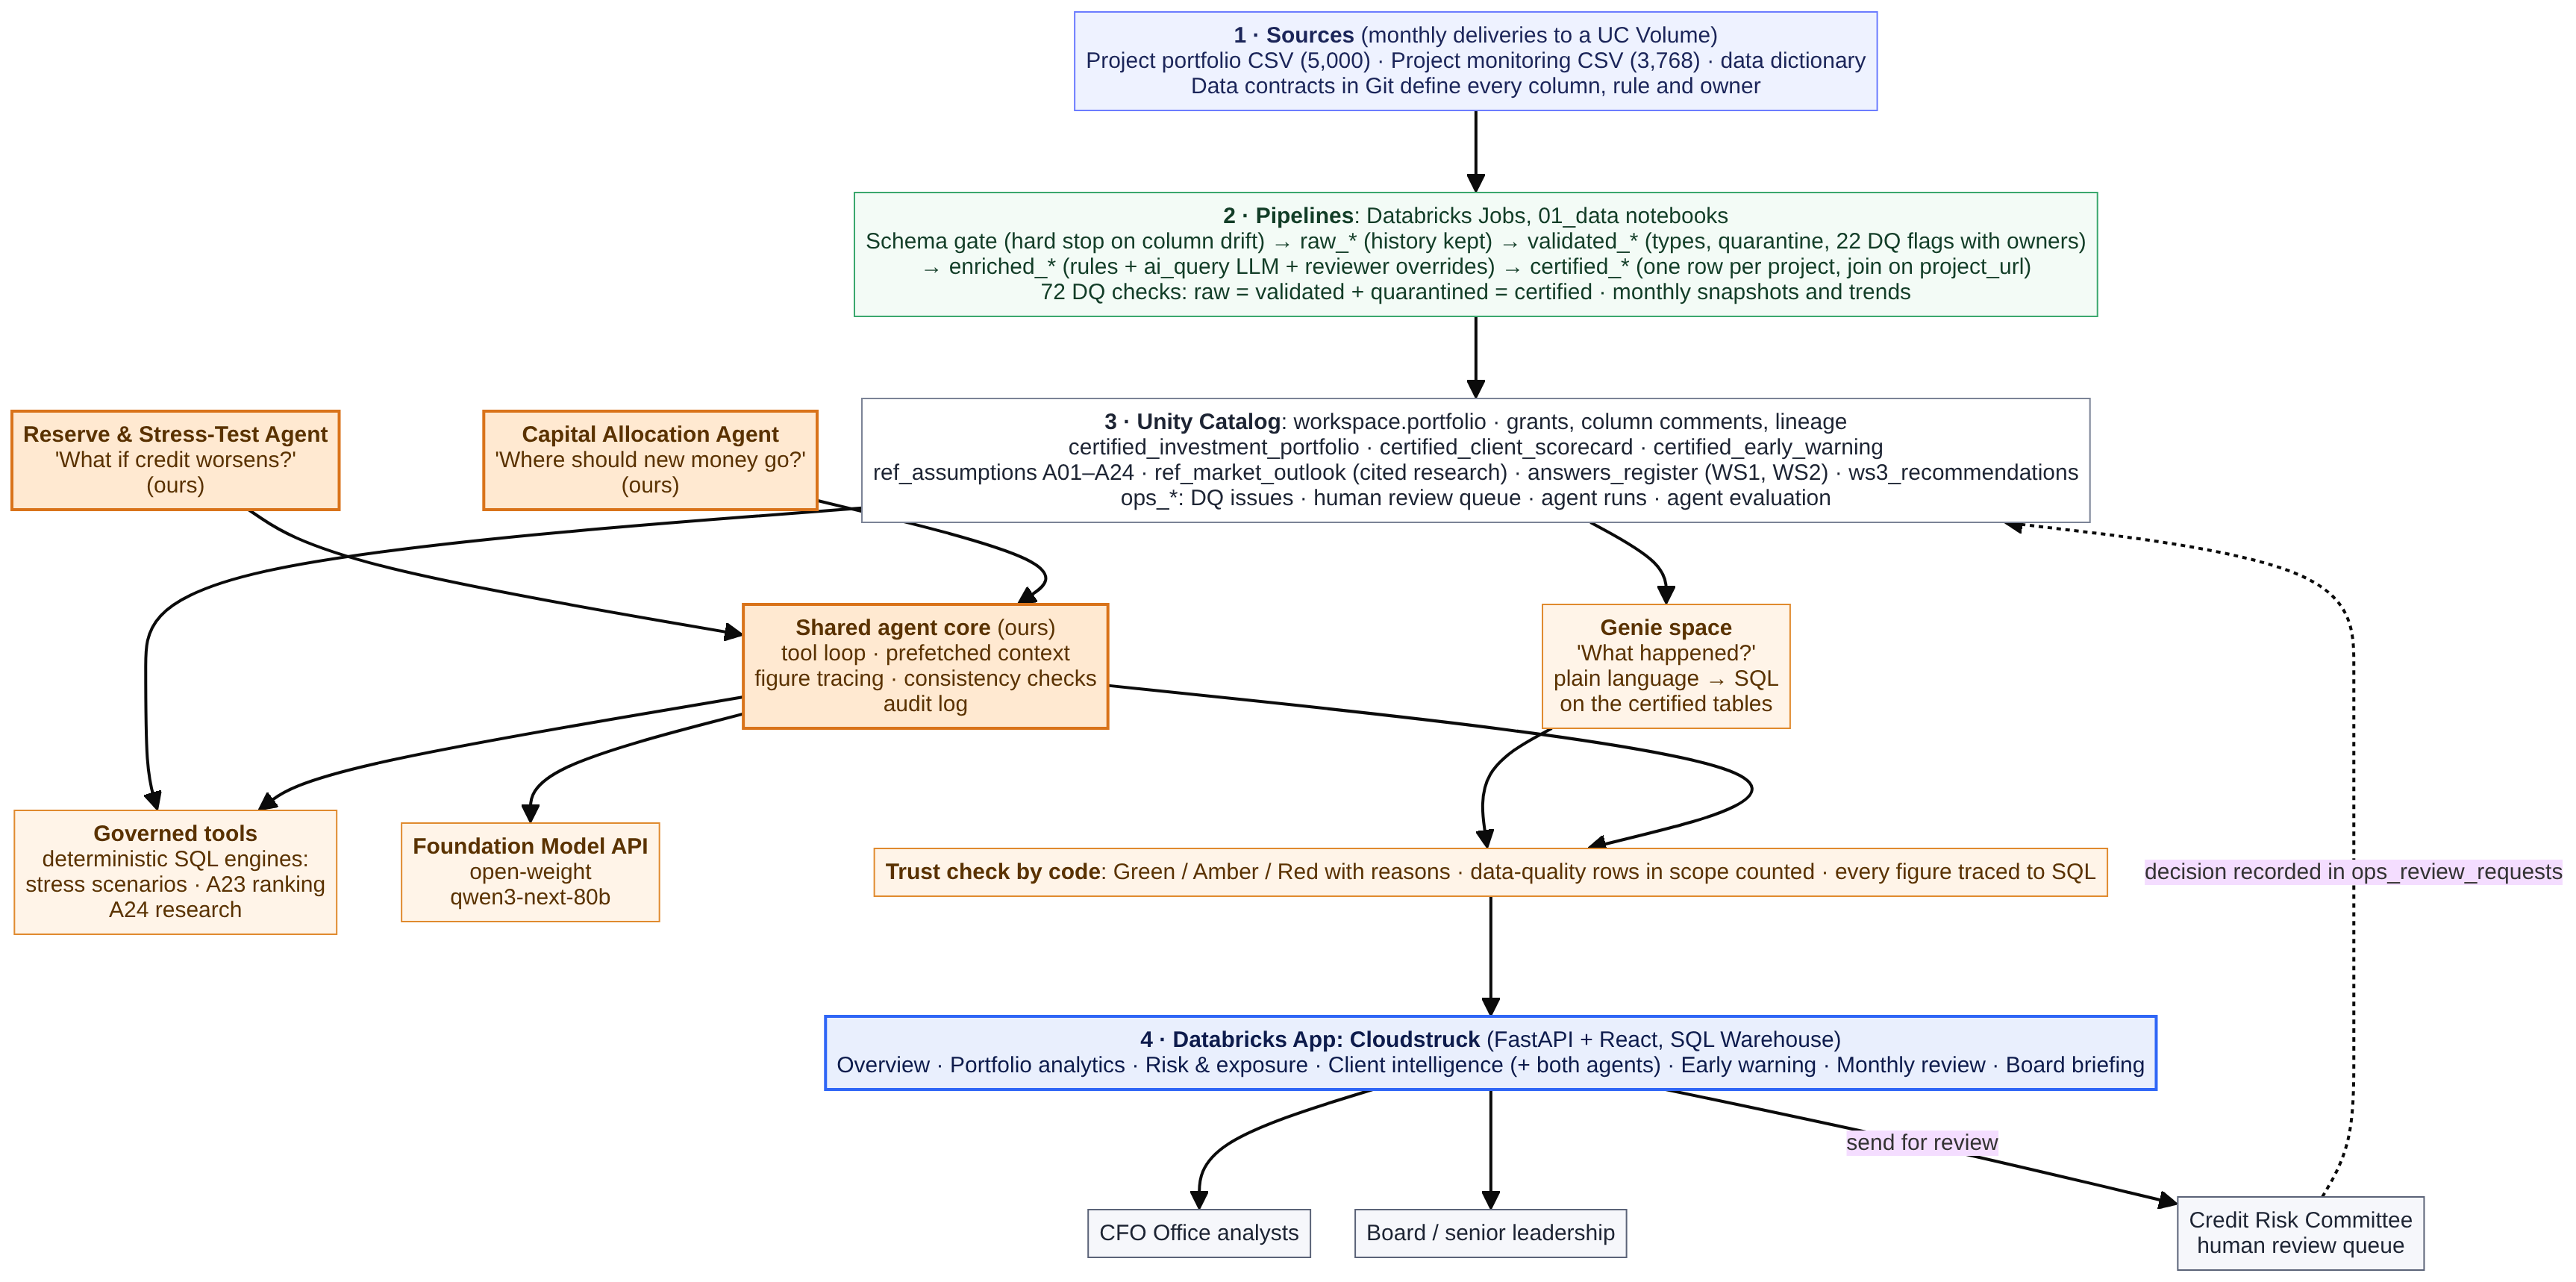 1 · Sources (monthly deliveries to a UC Volume)
Project portfolio CSV (5,000) · Project monitoring CSV (3,768) · data dictionary
Data contracts in Git define every column, rule and owner
2 · Pipelines: Databricks Jobs, 01_data notebooks
Schema gate (hard stop on column drift) → raw_* (history kept) → validated_* (types, quarantine, 22 DQ flags with owners)
→ enriched_* (rules + ai_query LLM + reviewer overrides) → certified_* (one row per project, join on project_url)
72 DQ checks: raw = validated + quarantined = certified · monthly snapshots and trends
Reserve & Stress-Test Agent
'What if credit worsens?'
(ours)
Capital Allocation Agent
'Where should new money go?'
(ours)
3 · Unity Catalog: workspace.portfolio · grants, column comments, lineage
certified_investment_portfolio · certified_client_scorecard · certified_early_warning
ref_assumptions A01–A24 · ref_market_outlook (cited research) · answers_register (WS1, WS2) · ws3_recommendations
ops_*: DQ issues · human review queue · agent runs · agent evaluation
Shared agent core (ours)
tool loop · prefetched context
figure tracing · consistency checks
audit log
Genie space
'What happened?'
plain language → SQL
on the certified tables
Governed tools
deterministic SQL engines:
stress scenarios · A23 ranking
A24 research
Foundation Model API
open-weight
qwen3-next-80b
Trust check by code: Green / Amber / Red with reasons · data-quality rows in scope counted · every figure traced to SQL
decision recorded in ops_review_requests
4 · Databricks App: Cloudstruck (FastAPI + React, SQL Warehouse)
Overview · Portfolio analytics · Risk & exposure · Client intelligence (+ both agents) · Early warning · Monthly review · Board briefing
send for review
CFO Office analysts
Board / senior leadership
Credit Risk Committee
human review queue